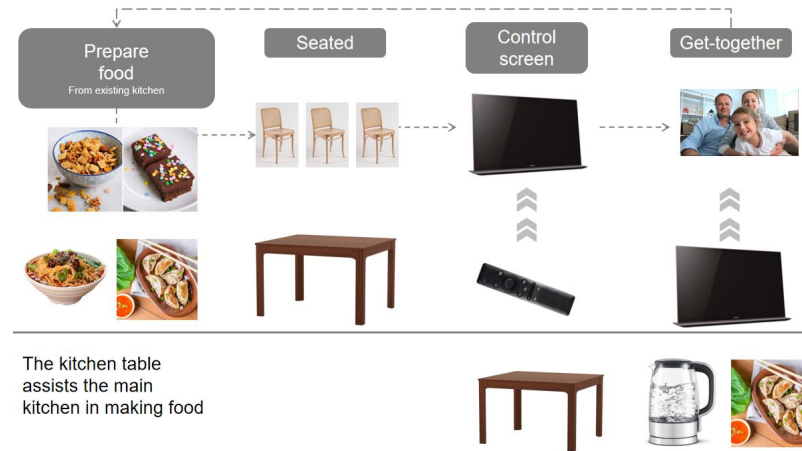 Prepare
food
From existing kitchen
Seated
Control
screen
Get-together
The kitchen table
assists the main
kitchen in making food